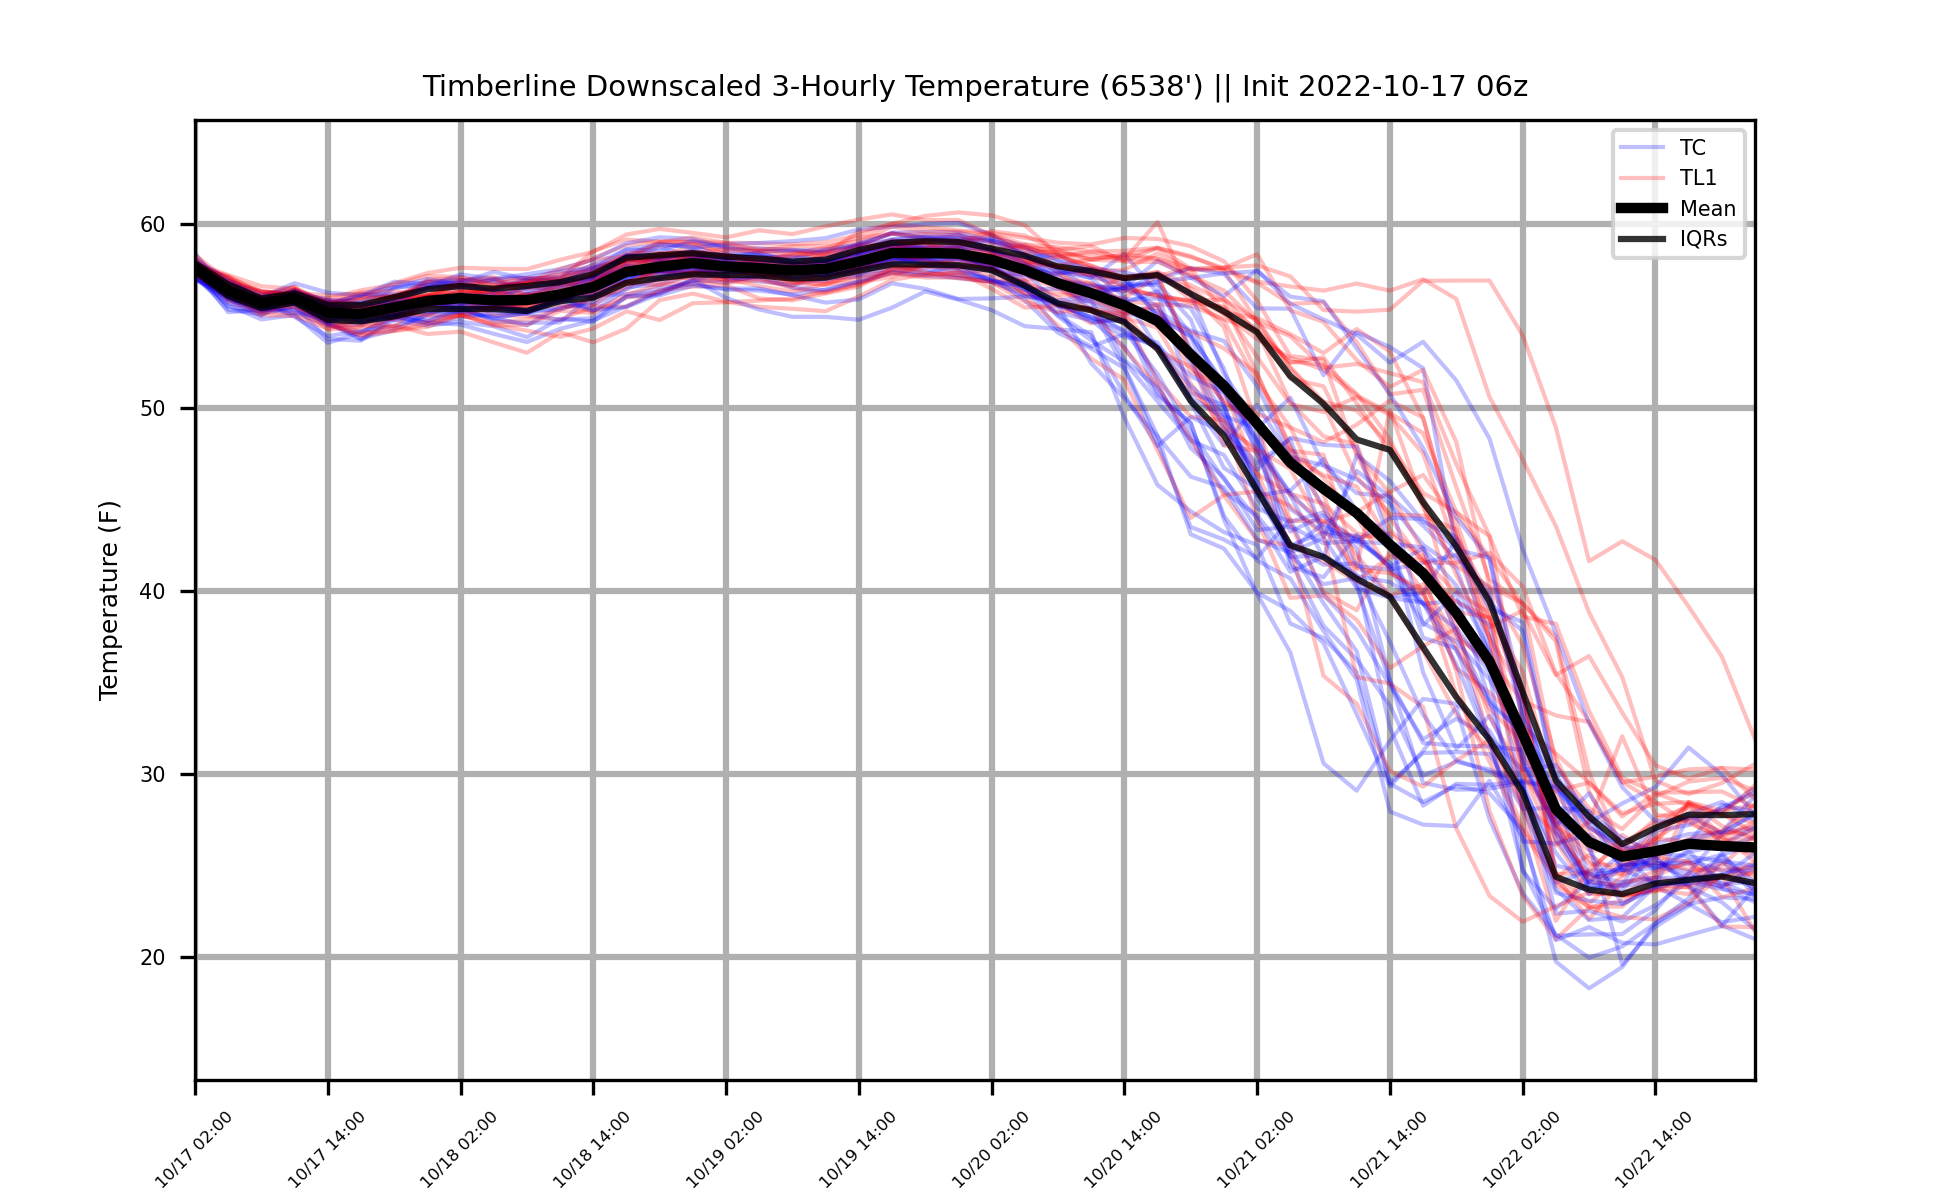 Timberline Downscaled 3-Hourly Temperature (6538') || Init 2022-10-17 06z
TC
TL1
Mean
IQRs
Temperature (F)
60
50
40
30
20
10/17 02:00
10/17 14:00
10/18 02:00
10/18 14:00
10/19 02:00
10/19 14:00
10/20 02:00
10/20 14:00
10/21 02:00
10/21 14:00
10/22 02:00
10/22 14:00